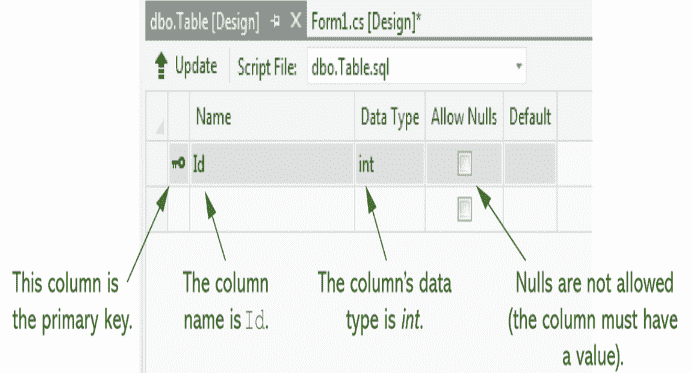 dbo.Table [Design] X Form1.cs [Design]*
Update Script File: dbo.Table.sql
Name Data Type Allow Nulls Default
Id int
This column is
the primary key.
The column
name is Id.
The column's data
type is int.
Nulls are not allowed
(the column must have
a value).